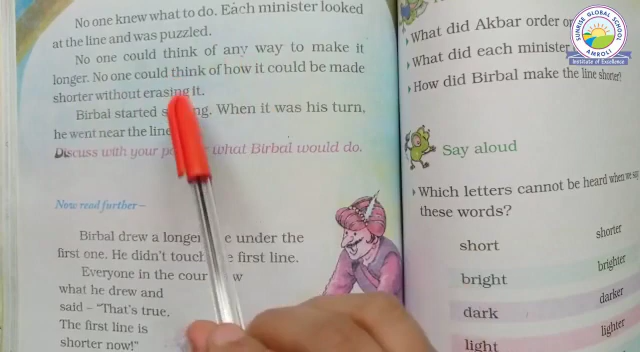 No one knew what to do. Each minister looked
at the line and was puzzled.
No one could think of any way to make it
longer. No one could think of how it could be made
shorter without erasing it.
Birbal started ng. When it was his turn,
he went near the line
Discuss with your what Birbal would do.
Now read further–
Birbal drew a longer under the
first one. He didn't touch first line.
Everyone in the cour w
what he drew and
said – "That's true.
The first line is
shorter now!"
What did Akbar order
What did each minister
How did Birbal make the line shorter?
Say aloud
Which letters cannot be heard when we say
these words?
short shorter
bright brighter
dark darker
light lighter
SUNRISE GLOBAL SCHOOL
AMROLI
Institute of Excellence